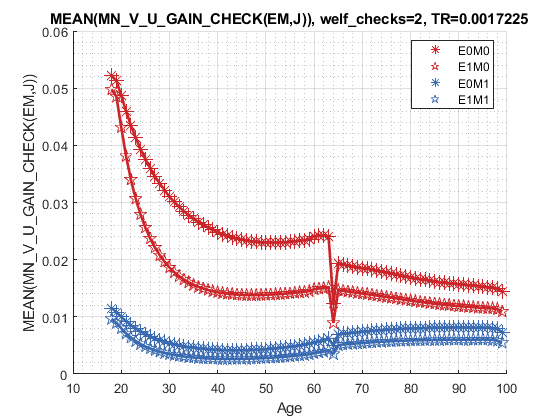 MEAN(MN_V_U_GAIN_CHECK(EM,J)), welf_checks=2, TR=0.0017225
MEAN(MN_V_U_GAIN_CHECK(EM,J))
0.06
0.05
0.04
0.03
0.02
0.01
0
E0M0
E1M0
E0M1
E1M1
10 20 30 40 50 60 70 80 90 100
Age